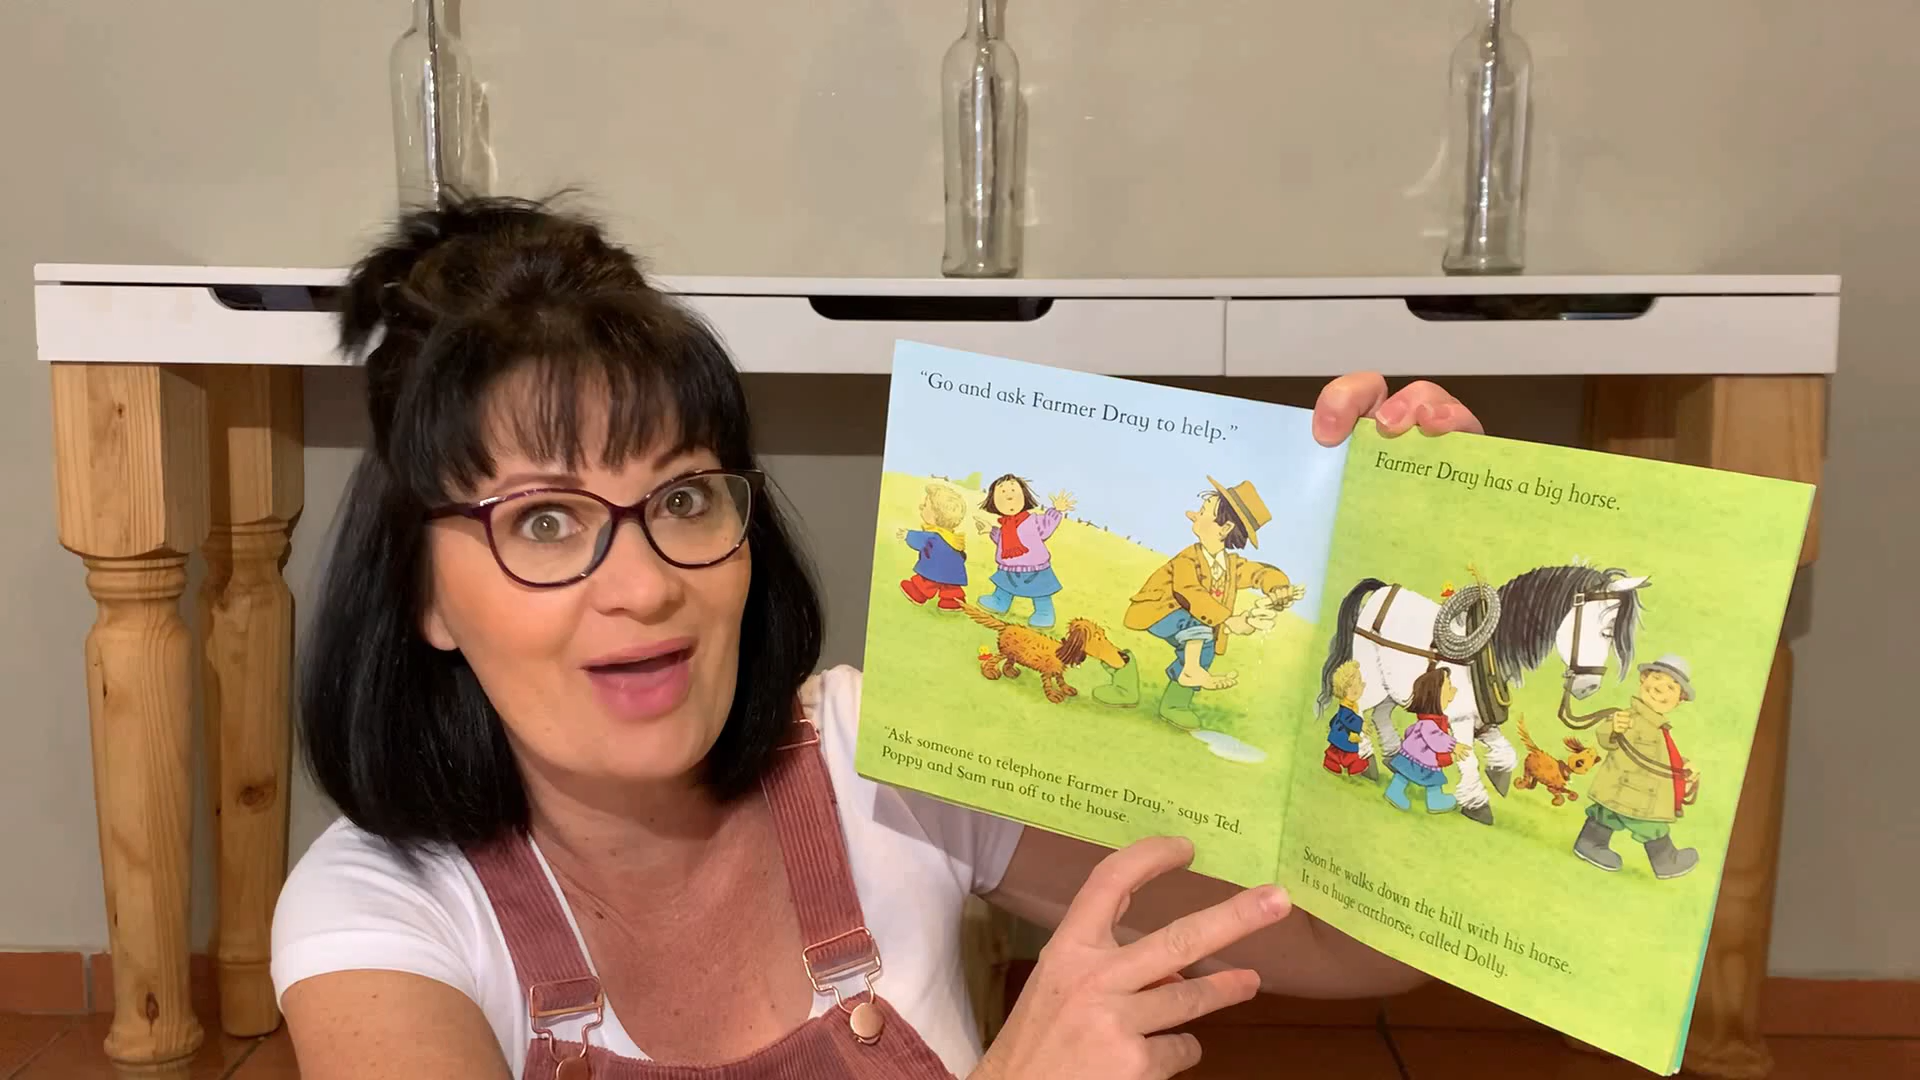 “Go and ask Farmer Dray to help.”
“Ask someone to telephone Farmer Dray,” says Ted.
Poppy and Sam run off to the house.
Farmer Dray has a big horse.
Soon he walks down the hill with his horse.
It is a huge carthorse, called Dolly.